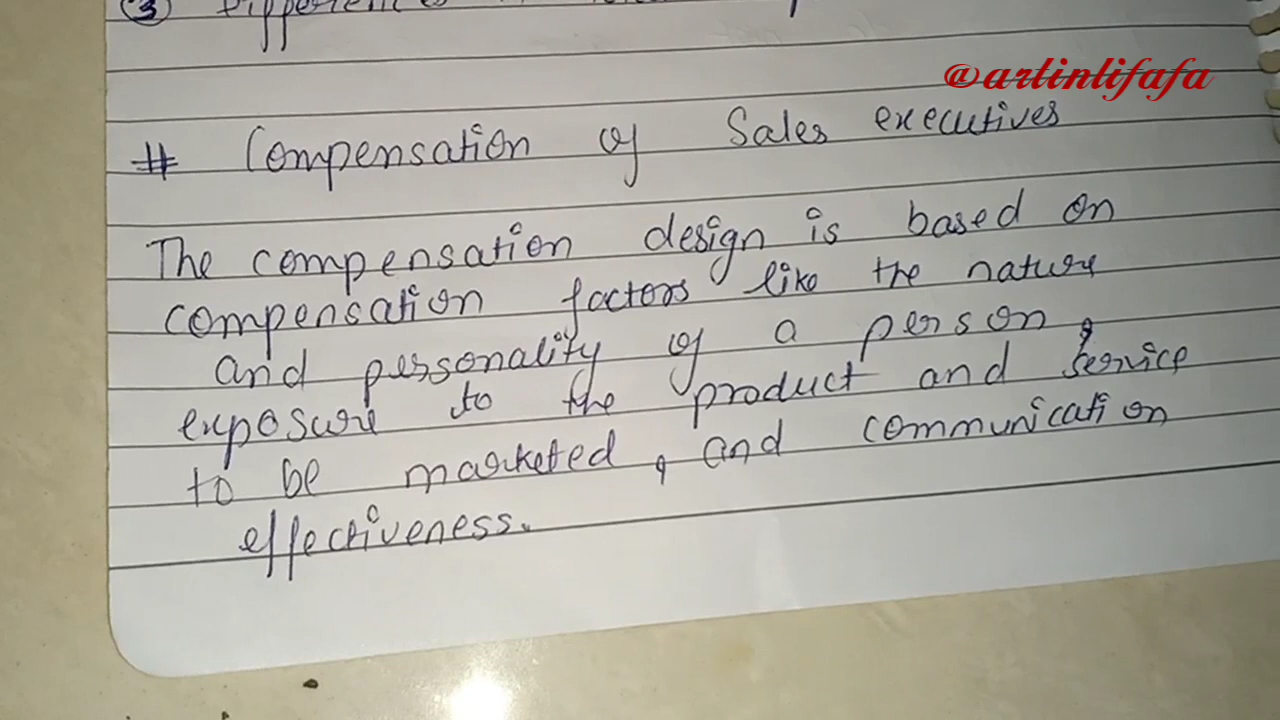 ③
@artinlifafa
# Compensation of Sales executives
The compensation design is based on
compensation factors like the nature
and personality of a person,
exposure to the product and service
to be marketed, and communication
effectiveness.